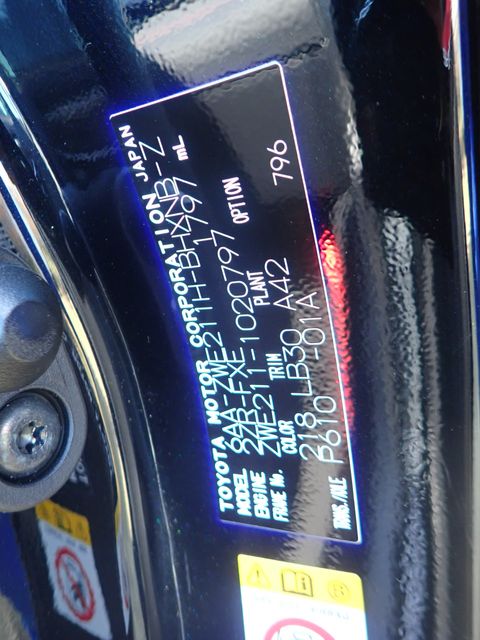 TOYOTA MOTOR CORPORATION JAPAN
MODEL 6AA-ZWE211H-BHXNB-Z
ENGINE 2ZR-FXE 1797 mL
FRAME No. ZWE211-1020797
COLOR TRIM PLANT OPTION
218 LB30 A42 796
TRANS./AXLE P610 -01A